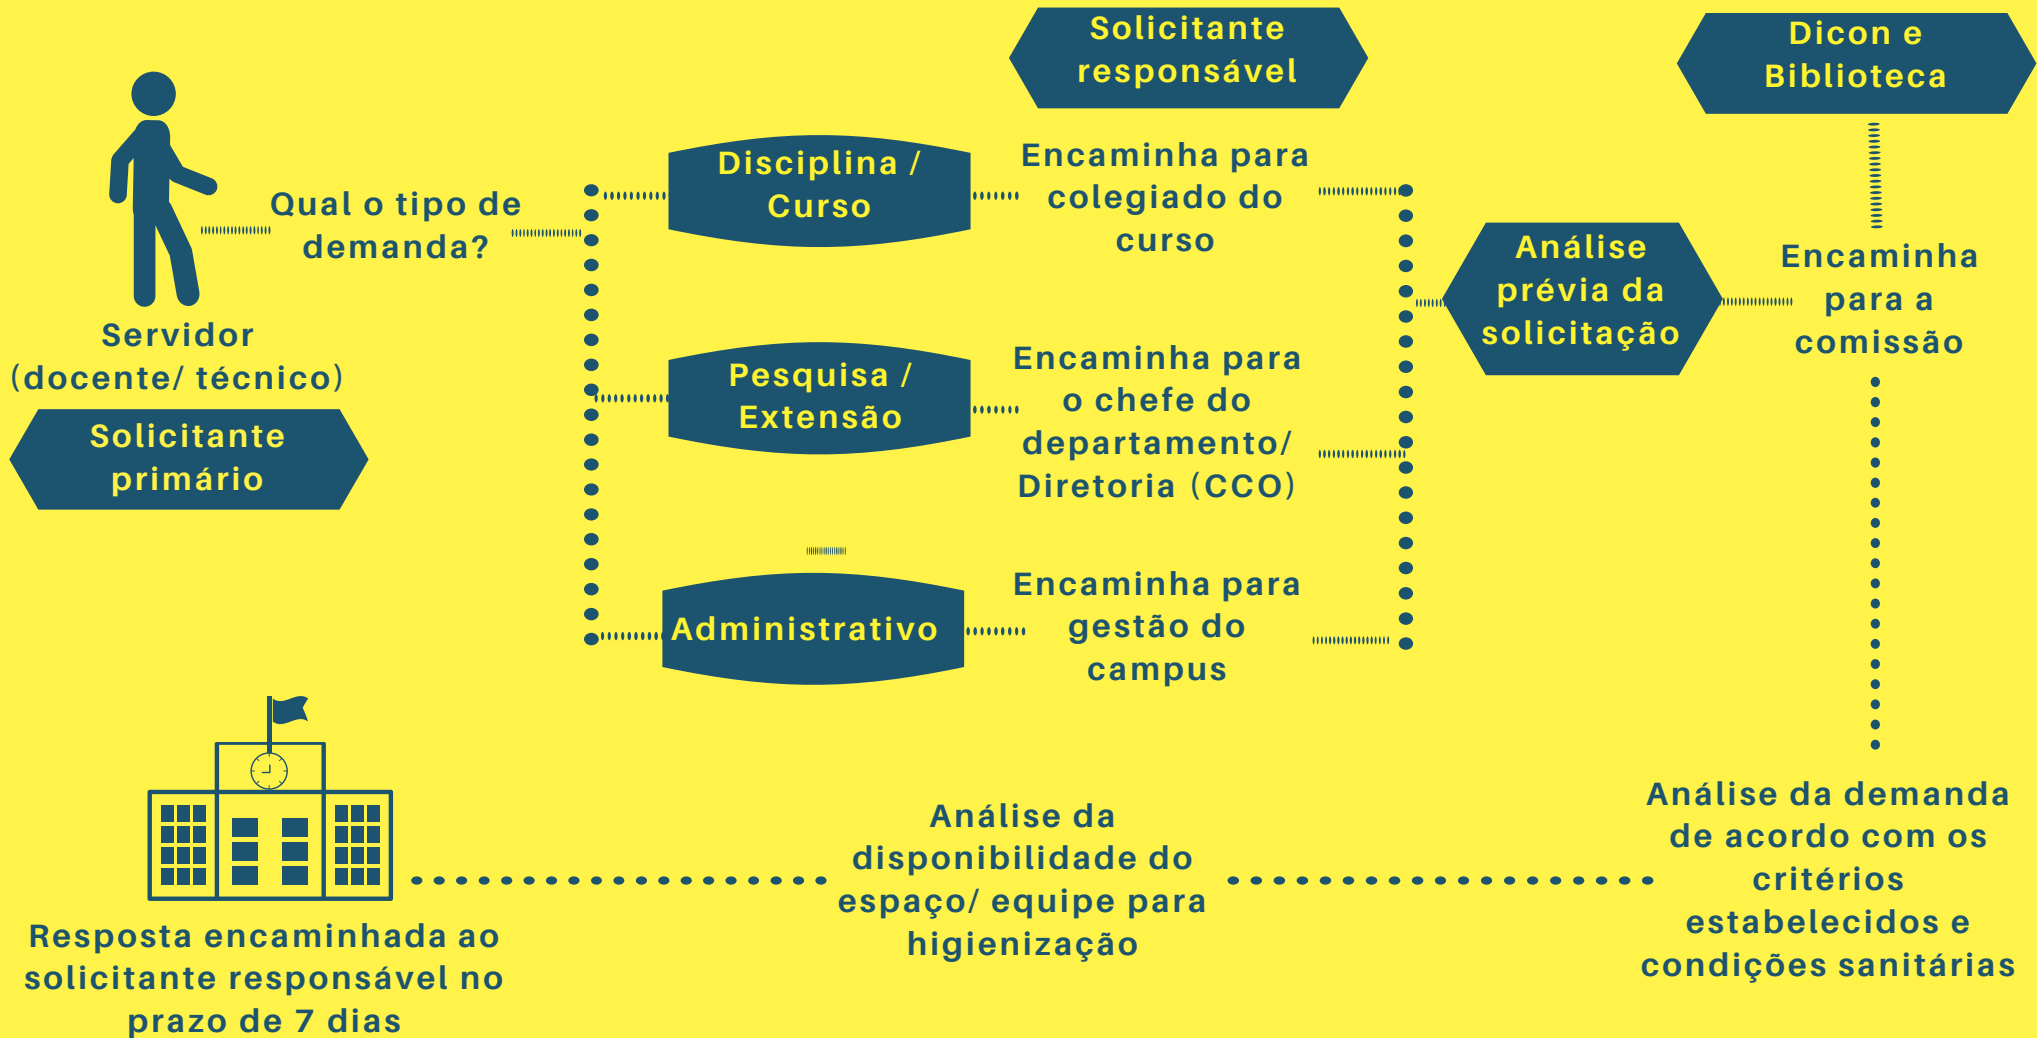 Solicitante
responsável
Dicon e
Biblioteca
Servidor
(docente/ técnico)
Solicitante
primário
Qual o tipo de
demanda?
Disciplina /
Curso
Encaminha para
colegiado do
curso
Pesquisa /
Extensão
Encaminha para
o chefe do
departamento/
Diretoria (CCO)
Administrativo
Encaminha para
gestão do
campus
Análise
prévia da
solicitação
Encaminha
para a
comissão
Análise da demanda
de acordo com os
critérios
estabelecidos e
condições sanitárias
Análise da
disponibilidade do
espaço/ equipe para
higienização
Resposta encaminhada ao
solicitante responsável no
prazo de 7 dias